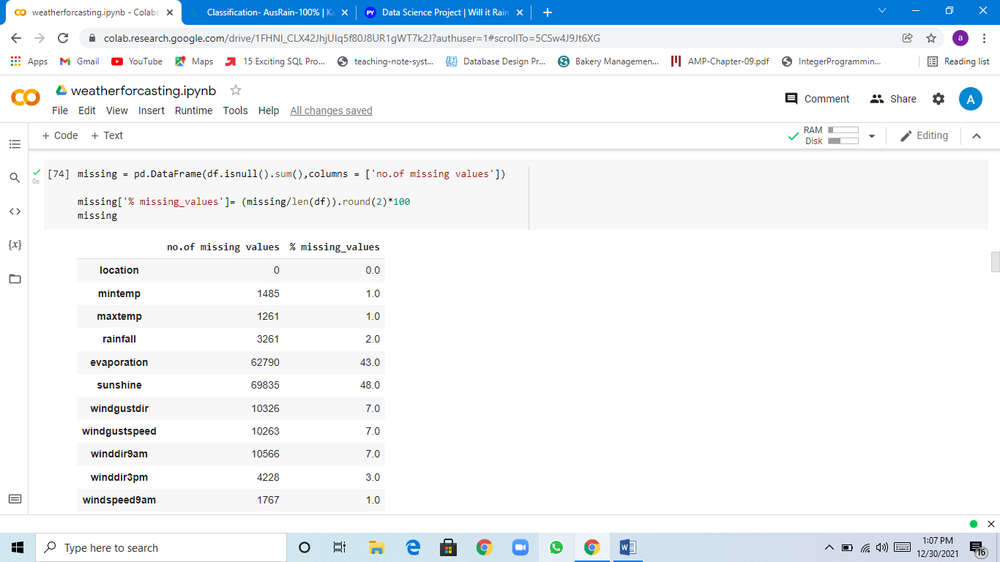 weatherforcasting.ipynb - Colabo
Classification- AusRain-100% | Ka
PY Data Science Project | Will it Rain
colab.research.google.com/drive/1FHNI_CLX42JhjUIq5f80J8UR1gWT7k2J?authuser=1#scrollTo=5CSw4J9Jt6XG
a
Apps Gmail YouTube Maps 15 Exciting SQL Pro... teaching-note-syst... Database Design Pr... Bakery Managemen... AMP-Chapter-09.pdf IntegerProgrammin... Reading list
weatherforcasting.ipynb
Comment Share A
File Edit View Insert Runtime Tools Help All changes saved
+ Code + Text
RAM
Disk
Editing
0s
[74] missing = pd.DataFrame(df.isnull().sum(),columns = ['no.of missing values'])
missing['% missing_values']= (missing/len(df)).round(2)*100
missing
{x}
no.of missing values % missing_values
location 0 0.0
mintemp 1485 1.0
maxtemp 1261 1.0
rainfall 3261 2.0
evaporation 62790 43.0
sunshine 69835 48.0
windgustdir 10326 7.0
windgustspeed 10263 7.0
winddir9am 10566 7.0
winddir3pm 4228 3.0
windspeed9am 1767 1.0
Type here to search
1:07 PM
12/30/2021
16